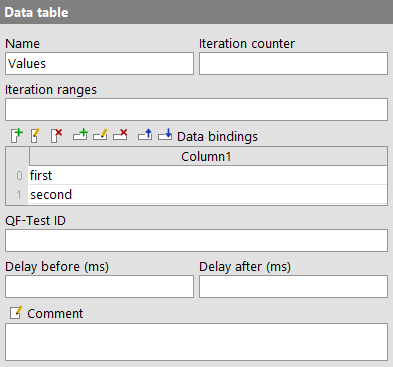 Data table
Name Iteration counter
Values
Iteration ranges
Data bindings
Column1
0 first
1 second
QF-Test ID
Delay before (ms) Delay after (ms)
Comment